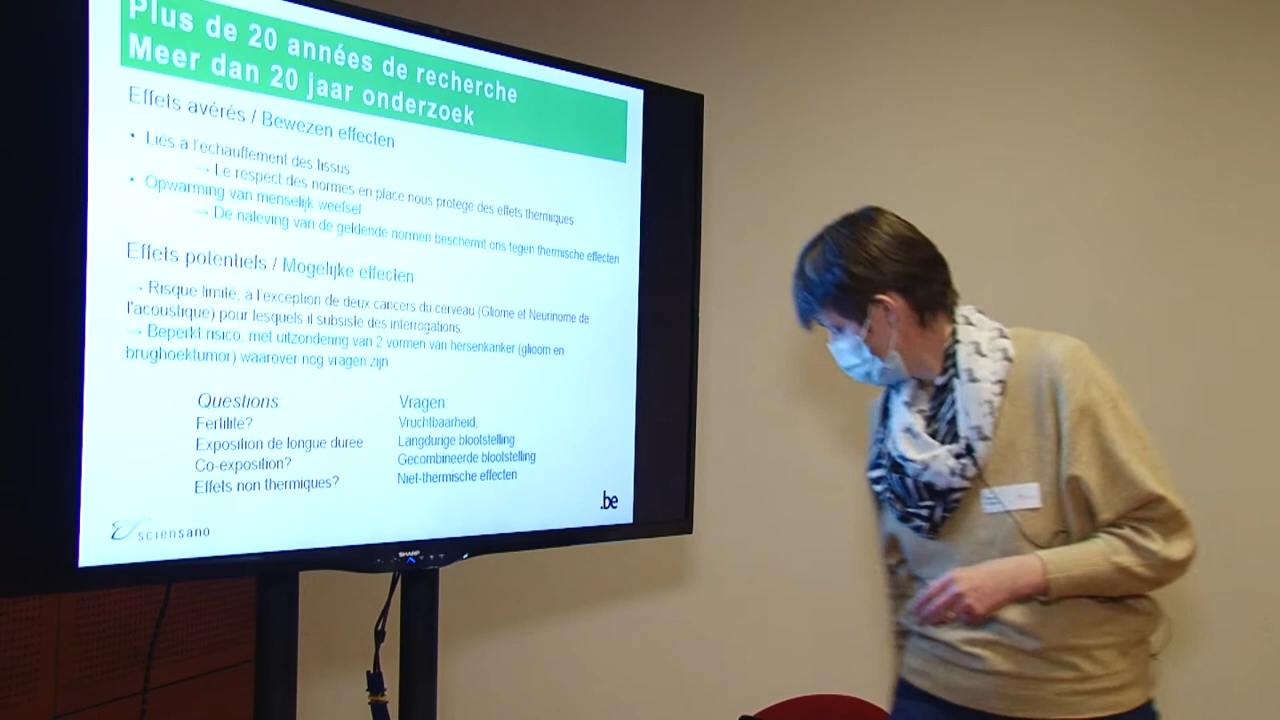 Plus de 20 années de recherche
Meer dan 20 jaar onderzoek
Effets avérés / Bewezen effecten
• Liés à l'échauffement des tissus
→ Le respect des normes en place nous protège des effets thermiques
• Opwarming van menselijk weefsel
→ De naleving van de geldende normen beschermt ons tegen thermische effecten
Effets potentiels / Mogelijke effecten
→ Risque limité, à l'exception de deux cancers du cerveau (Gliome et Neurinome de
l'acoustique) pour lesquels il subsiste des interrogations
→ Beperkt risico, met uitzondering van 2 vormen van hersenkanker (glioom en
brughoektumor) waarover nog vragen zijn
Questions:
Fertilité?
Exposition de longue durée
Co-exposition?
Effets non thermiques?
Vragen:
Vruchtbaarheid,
Langdurige blootstelling
Gecombineerde blootstelling
Niet-thermische effecten
.be
sciensano
SHARP